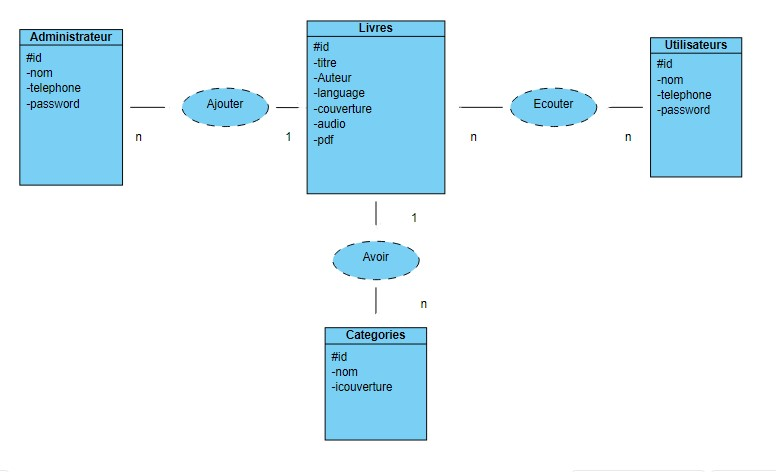 Administrateur
#id
-nom
-telephone
-password
n
Ajouter
1
Livres
#id
-titre
-Auteur
-language
-couverture
-audio
-pdf
n
Ecouter
n
Utilisateurs
#id
-nom
-telephone
-password
1
Avoir
n
Categories
#id
-nom
-icouverture